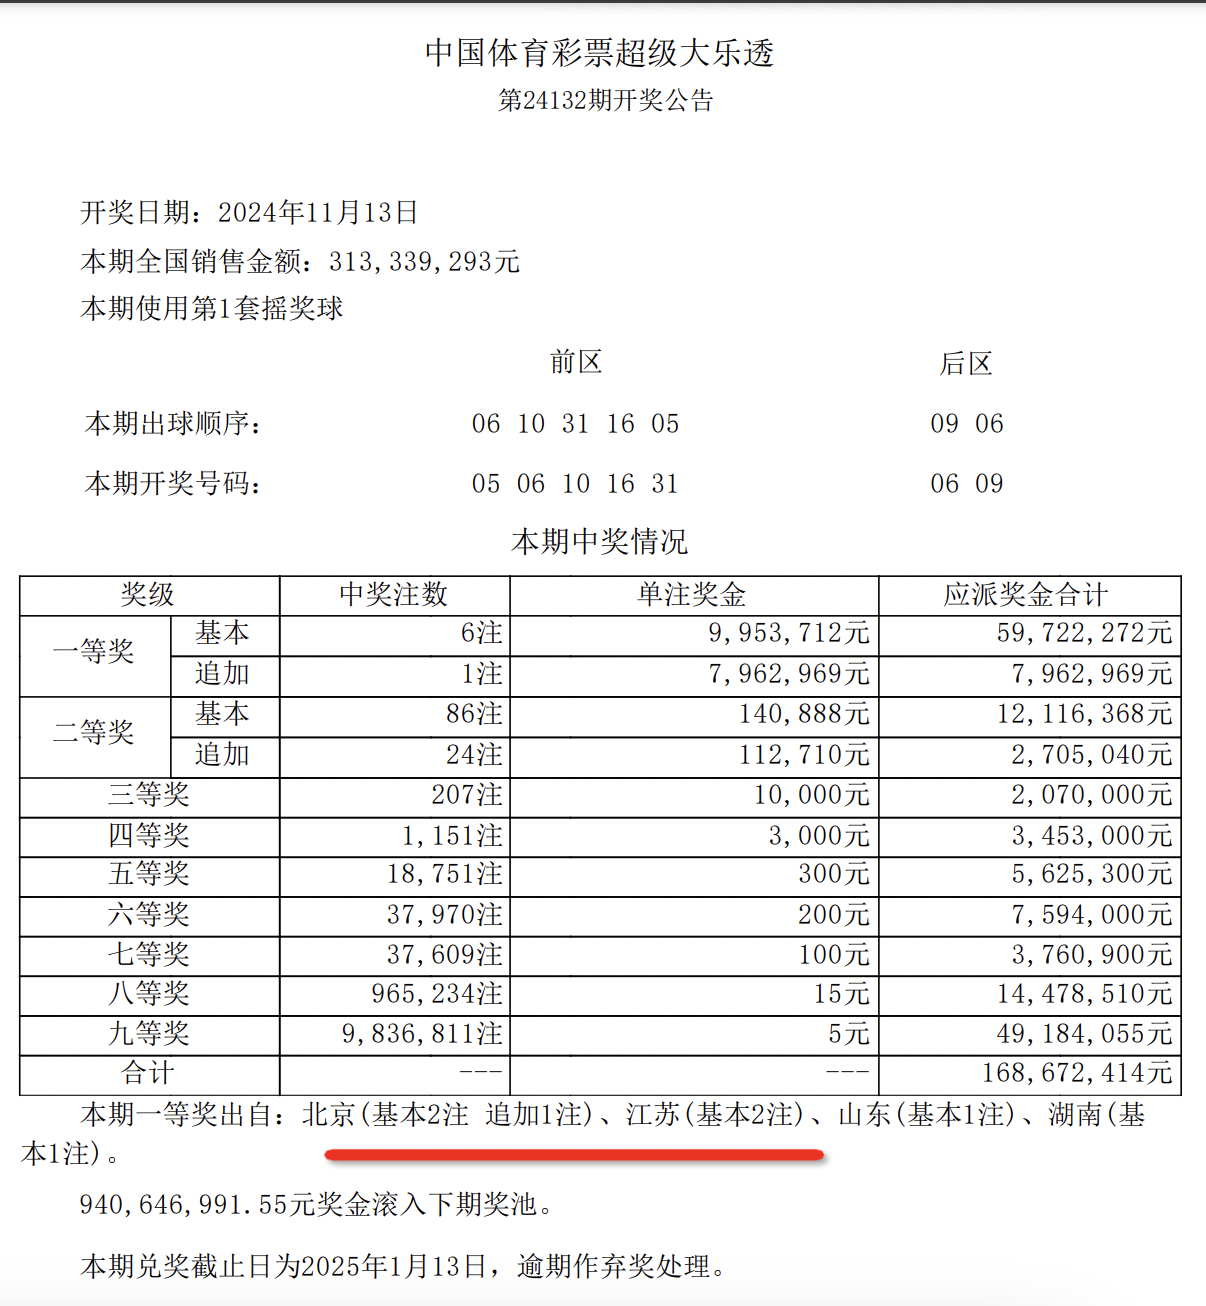 中国体育彩票超级大乐透
第24132期开奖公告
开奖日期：2024年11月13日
本期全国销售金额：313,339,293元
本期使用第1套摇奖球
前区 后区
本期出球顺序： 06 10 31 16 05 09 06
本期开奖号码： 05 06 10 16 31 06 09
本期中奖情况
奖级 中奖注数 单注奖金 应派奖金合计
一等奖 基本 6注 9,953,712元 59,722,272元
追加 1注 7,962,969元 7,962,969元
二等奖 基本 86注 140,888元 12,116,368元
追加 24注 112,710元 2,705,040元
三等奖 207注 10,000元 2,070,000元
四等奖 1,151注 3,000元 3,453,000元
五等奖 18,751注 300元 5,625,300元
六等奖 37,970注 200元 7,594,000元
七等奖 37,609注 100元 3,760,900元
八等奖 965,234注 15元 14,478,510元
九等奖 9,836,811注 5元 49,184,055元
合计 --- --- 168,672,414元
本期一等奖出自：北京(基本2注 追加1注)、江苏(基本2注)、山东(基本1注)、湖南(基
本1注)。
940,646,991.55元奖金滚入下期奖池。
本期兑奖截止日为2025年1月13日，逾期作弃奖处理。